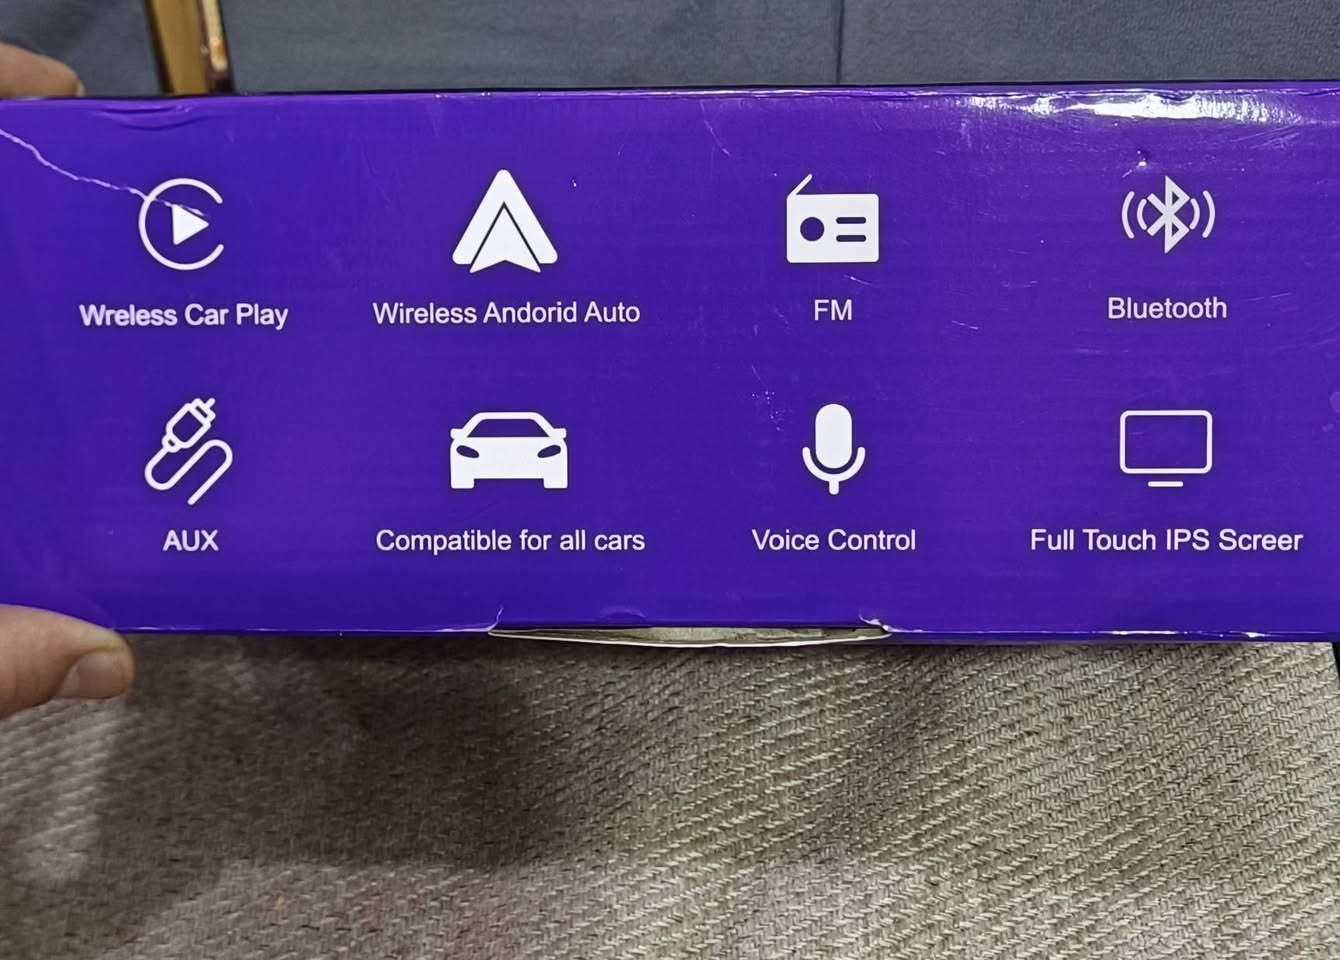 Wreless Car Play
Wireless Andorid Auto
FM
Bluetooth
AUX
Compatible for all cars
Voice Control
Full Touch IPS Screer